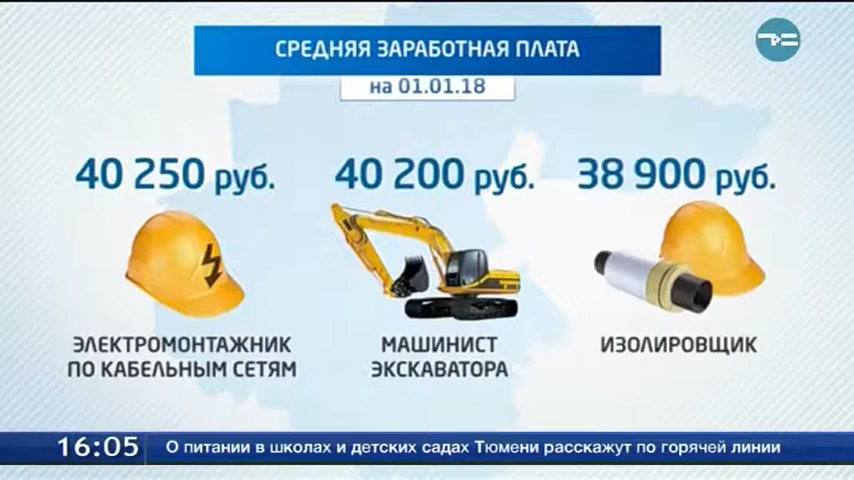 СРЕДНЯЯ ЗАРАБОТНАЯ ПЛАТА
на 01.01.18
40 250 руб.
40 200 руб.
38 900 руб.
ЭЛЕКТРОМОНТАЖНИК
ПО КАБЕЛЬНЫМ СЕТЯМ
МАШИНИСТ
ЭКСКАВАТОРА
ИЗОЛИРОВЩИК
16:05
О питании в школах и детских садах Тюмени расскажут по горячей линии